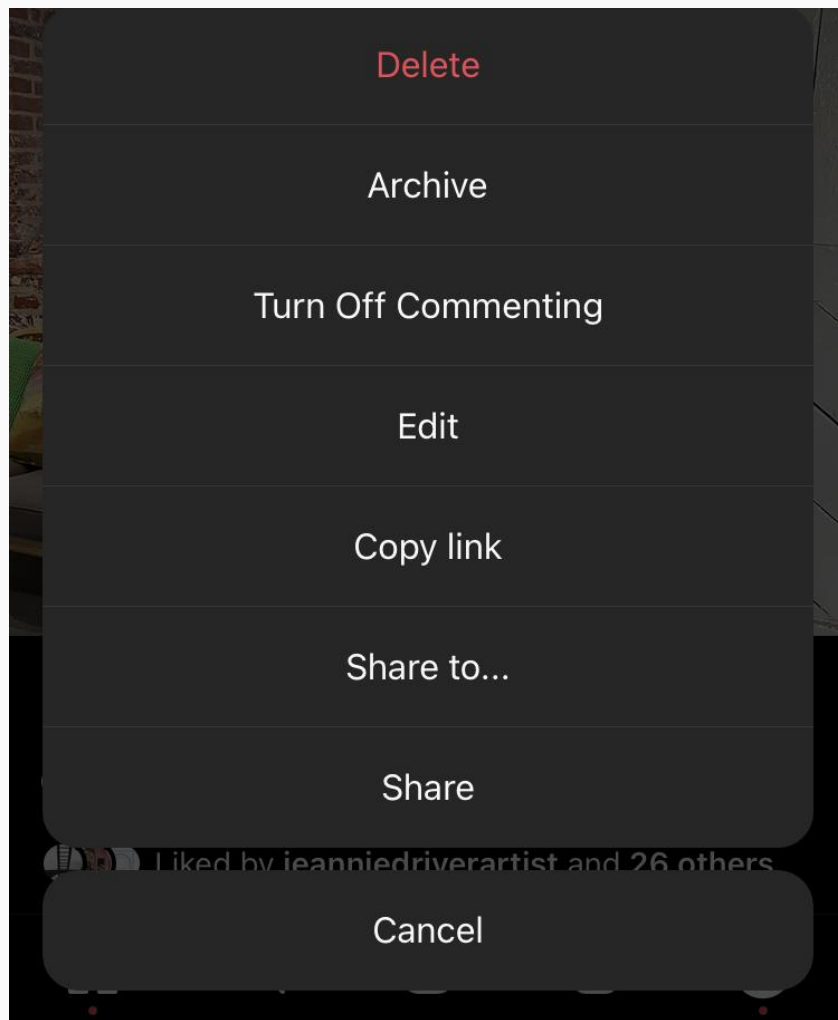 Delete
Archive
Turn Off Commenting
Edit
Copy link
Share to...
Share
Liked by jeanniedriverartist and 26 others
Cancel